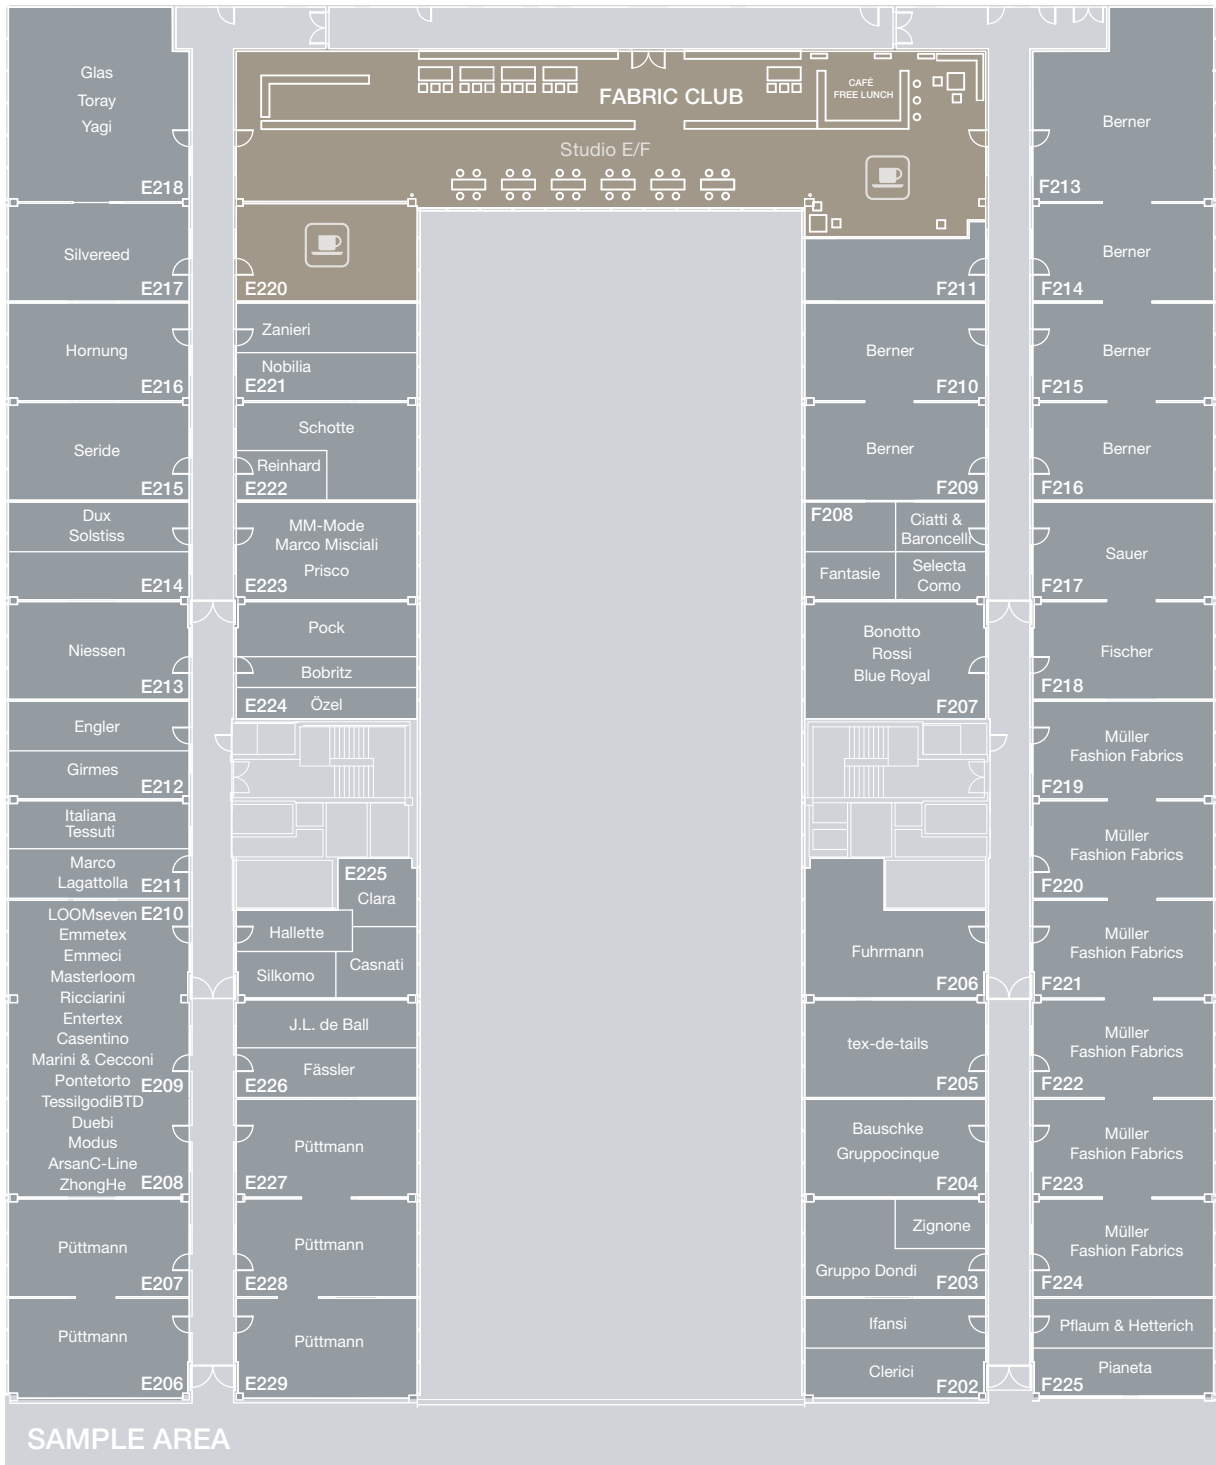 Glas
Toray
Yagi
E218
Silvereed
E217
Hornung
E216
Seride
E215
Dux
Solstiss
E214
Niessen
E213
Engler
Girmes
E212
Italiana
Tessuti
Marco
Lagattolla
E211
LOOMseven
E210
Emmetex
Emmeci
Masterloom
Ricciarini
Entertex
Casentino
Marini & Cecconi
Pontetorto
E209
TessilgodiBTD
Duebi
Modus
ArsanC-Line
ZhongHe
E208
Püttmann
E207
Püttmann
E206
FABRIC CLUB
CAFÉ
FREE LUNCH
Studio E/F
E220
Zanieri
Nobilia
E221
Schotte
Reinhard
E222
MM-Mode
Marco Misciali
Prisco
E223
Pock
Bobritz
E224
Özel
E225
Clara
Hallette
Casnati
Silkomo
J.L. de Ball
Fässler
E226
Püttmann
E227
Püttmann
E228
Püttmann
E229
F211
Berner
F210
Berner
F209
F208
Ciatti &
Baroncelli
Fantasie
Selecta
Como
Bonotto
Rossi
Blue Royal
F207
Fuhrmann
F206
tex-de-tails
F205
Bauschke
Gruppocinque
F204
Zignone
Gruppo Dondi
F203
Ifansi
Clerici
F202
Berner
F213
Berner
F214
Berner
F215
Berner
F216
Sauer
F217
Fischer
F218
Müller
Fashion Fabrics
F219
Müller
Fashion Fabrics
F220
Müller
Fashion Fabrics
F221
Müller
Fashion Fabrics
F222
Müller
Fashion Fabrics
F223
Müller
Fashion Fabrics
F224
Pflaum & Hetterich
Pianeta
F225
SAMPLE AREA